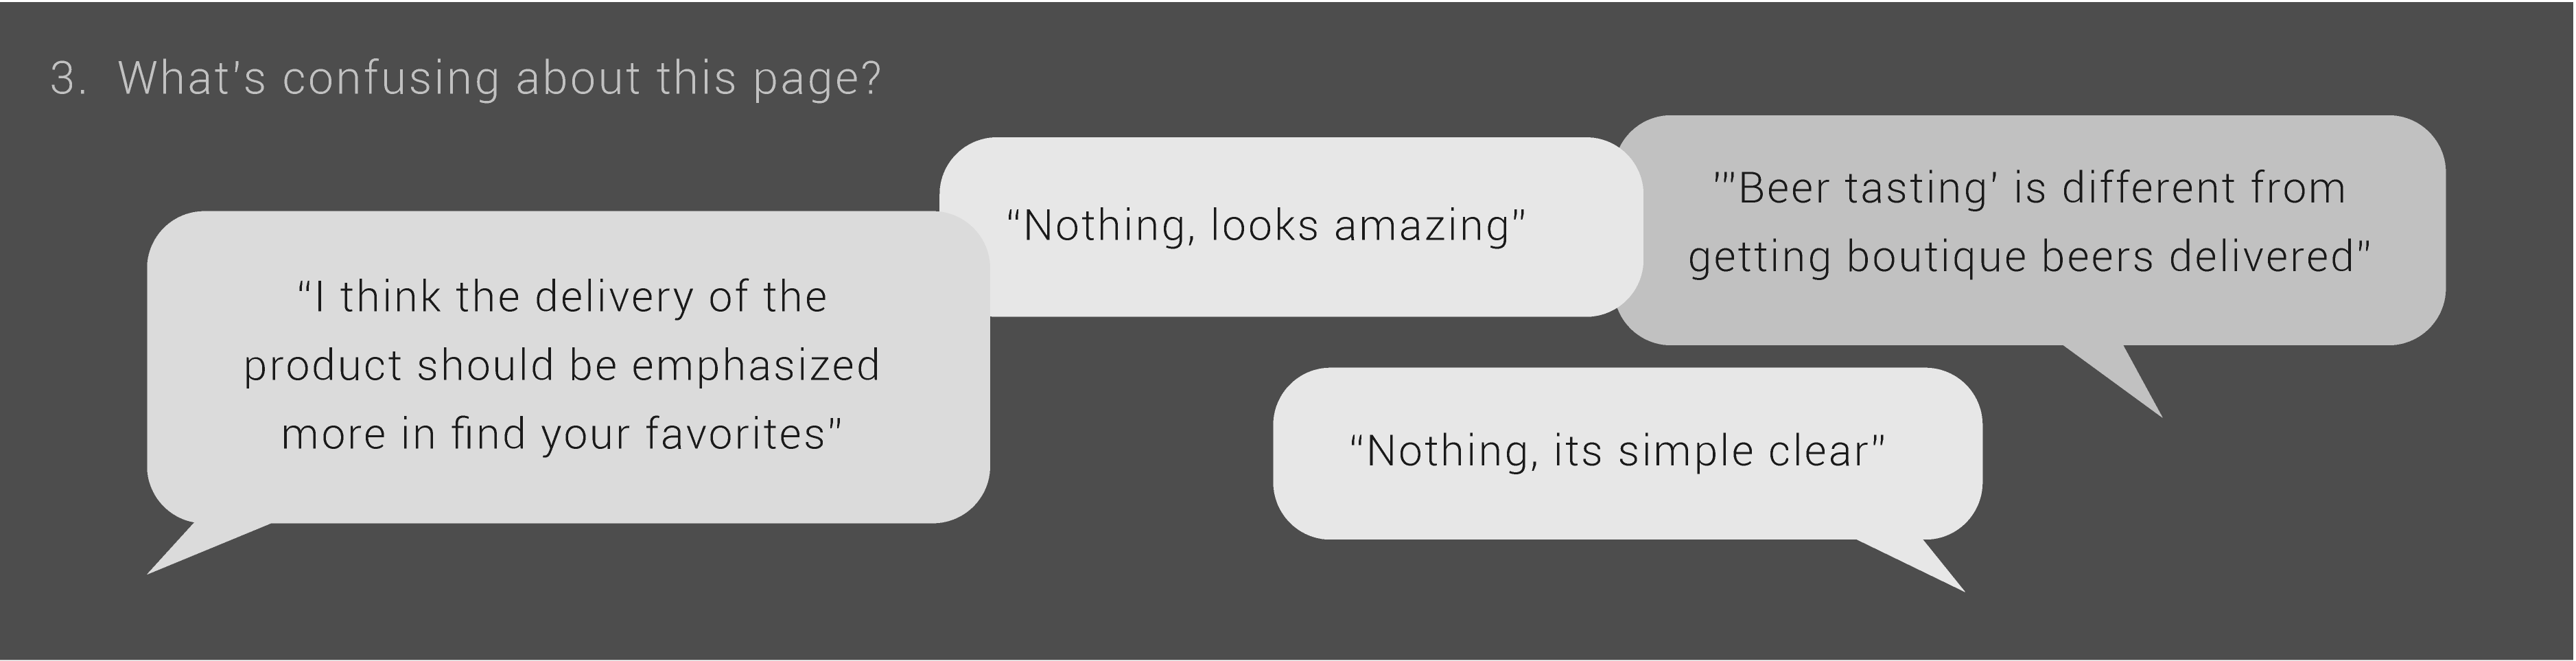 3. What's confusing about this page?
“I think the delivery of the
product should be emphasized
more in find your favorites”
“Nothing, looks amazing”
'"Beer tasting' is different from
getting boutique beers delivered”
“Nothing, its simple clear”